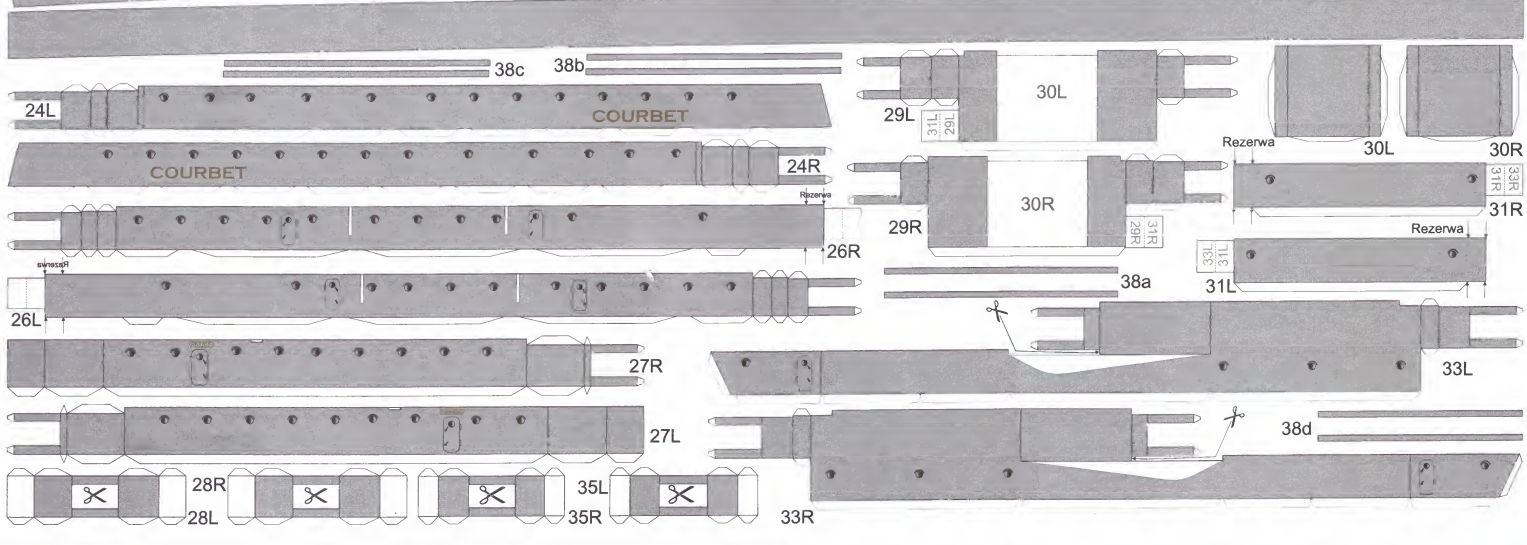 38c
38b
24L
COURBET
29L
31L
29L
30L
30L
30R
COURBET
24R
Rezerwa
31R
33R
31R
Rezerwa
26R
29R
30R
31R
29R
Rezerwa
33L
31L
31L
Rezerwa
26L
38a
27R
33L
27L
38d
28R
28L
35L
35R
33R